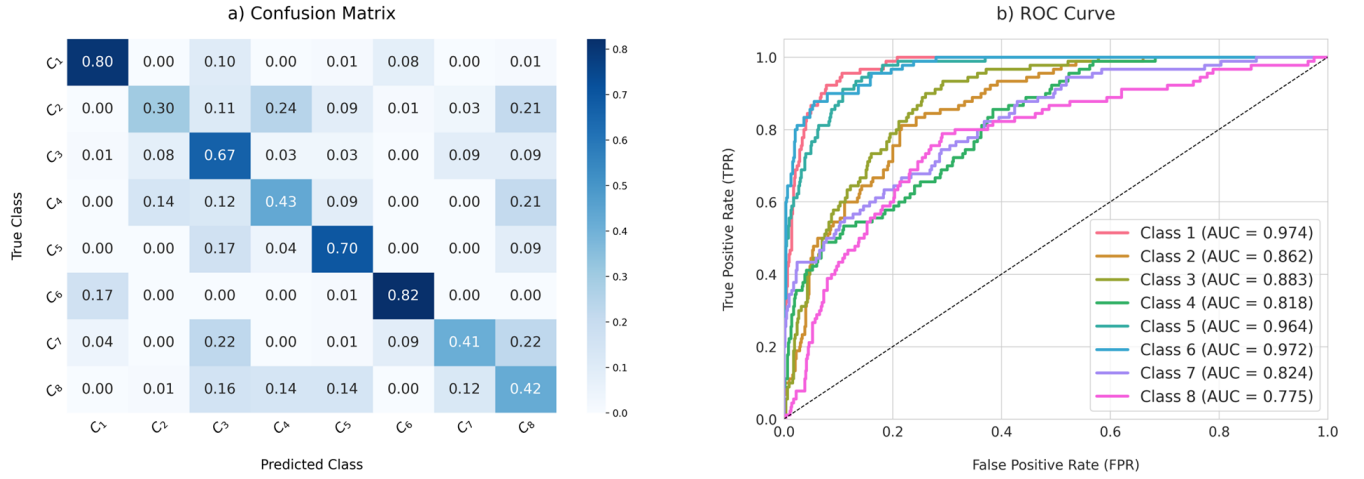 a) Confusion Matrix
True Class
C1 0.80 0.00 0.10 0.00 0.01 0.08 0.00 0.01
C2 0.00 0.30 0.11 0.24 0.09 0.01 0.03 0.21
C3 0.01 0.08 0.67 0.03 0.03 0.00 0.09 0.09
C4 0.00 0.14 0.12 0.43 0.09 0.00 0.00 0.21
C5 0.00 0.00 0.17 0.04 0.70 0.00 0.00 0.09
C6 0.17 0.00 0.00 0.00 0.01 0.82 0.00 0.00
C7 0.04 0.00 0.22 0.00 0.01 0.09 0.41 0.22
C8 0.00 0.01 0.16 0.14 0.14 0.00 0.12 0.42
C1 C2 C3 C4 C5 C6 C7 C8
Predicted Class
0.8
0.7
0.6
0.5
0.4
0.3
0.2
0.1
0.0
b) ROC Curve
True Positive Rate (TPR)
1.0
0.8
0.6
0.4
0.2
0.0
Class 1 (AUC = 0.974)
Class 2 (AUC = 0.862)
Class 3 (AUC = 0.883)
Class 4 (AUC = 0.818)
Class 5 (AUC = 0.964)
Class 6 (AUC = 0.972)
Class 7 (AUC = 0.824)
Class 8 (AUC = 0.775)
0.0 0.2 0.4 0.6 0.8 1.0
False Positive Rate (FPR)